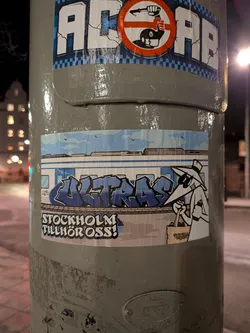 ACAB
ULTRAS
STOCKHOLM
TILLHÖR OSS!